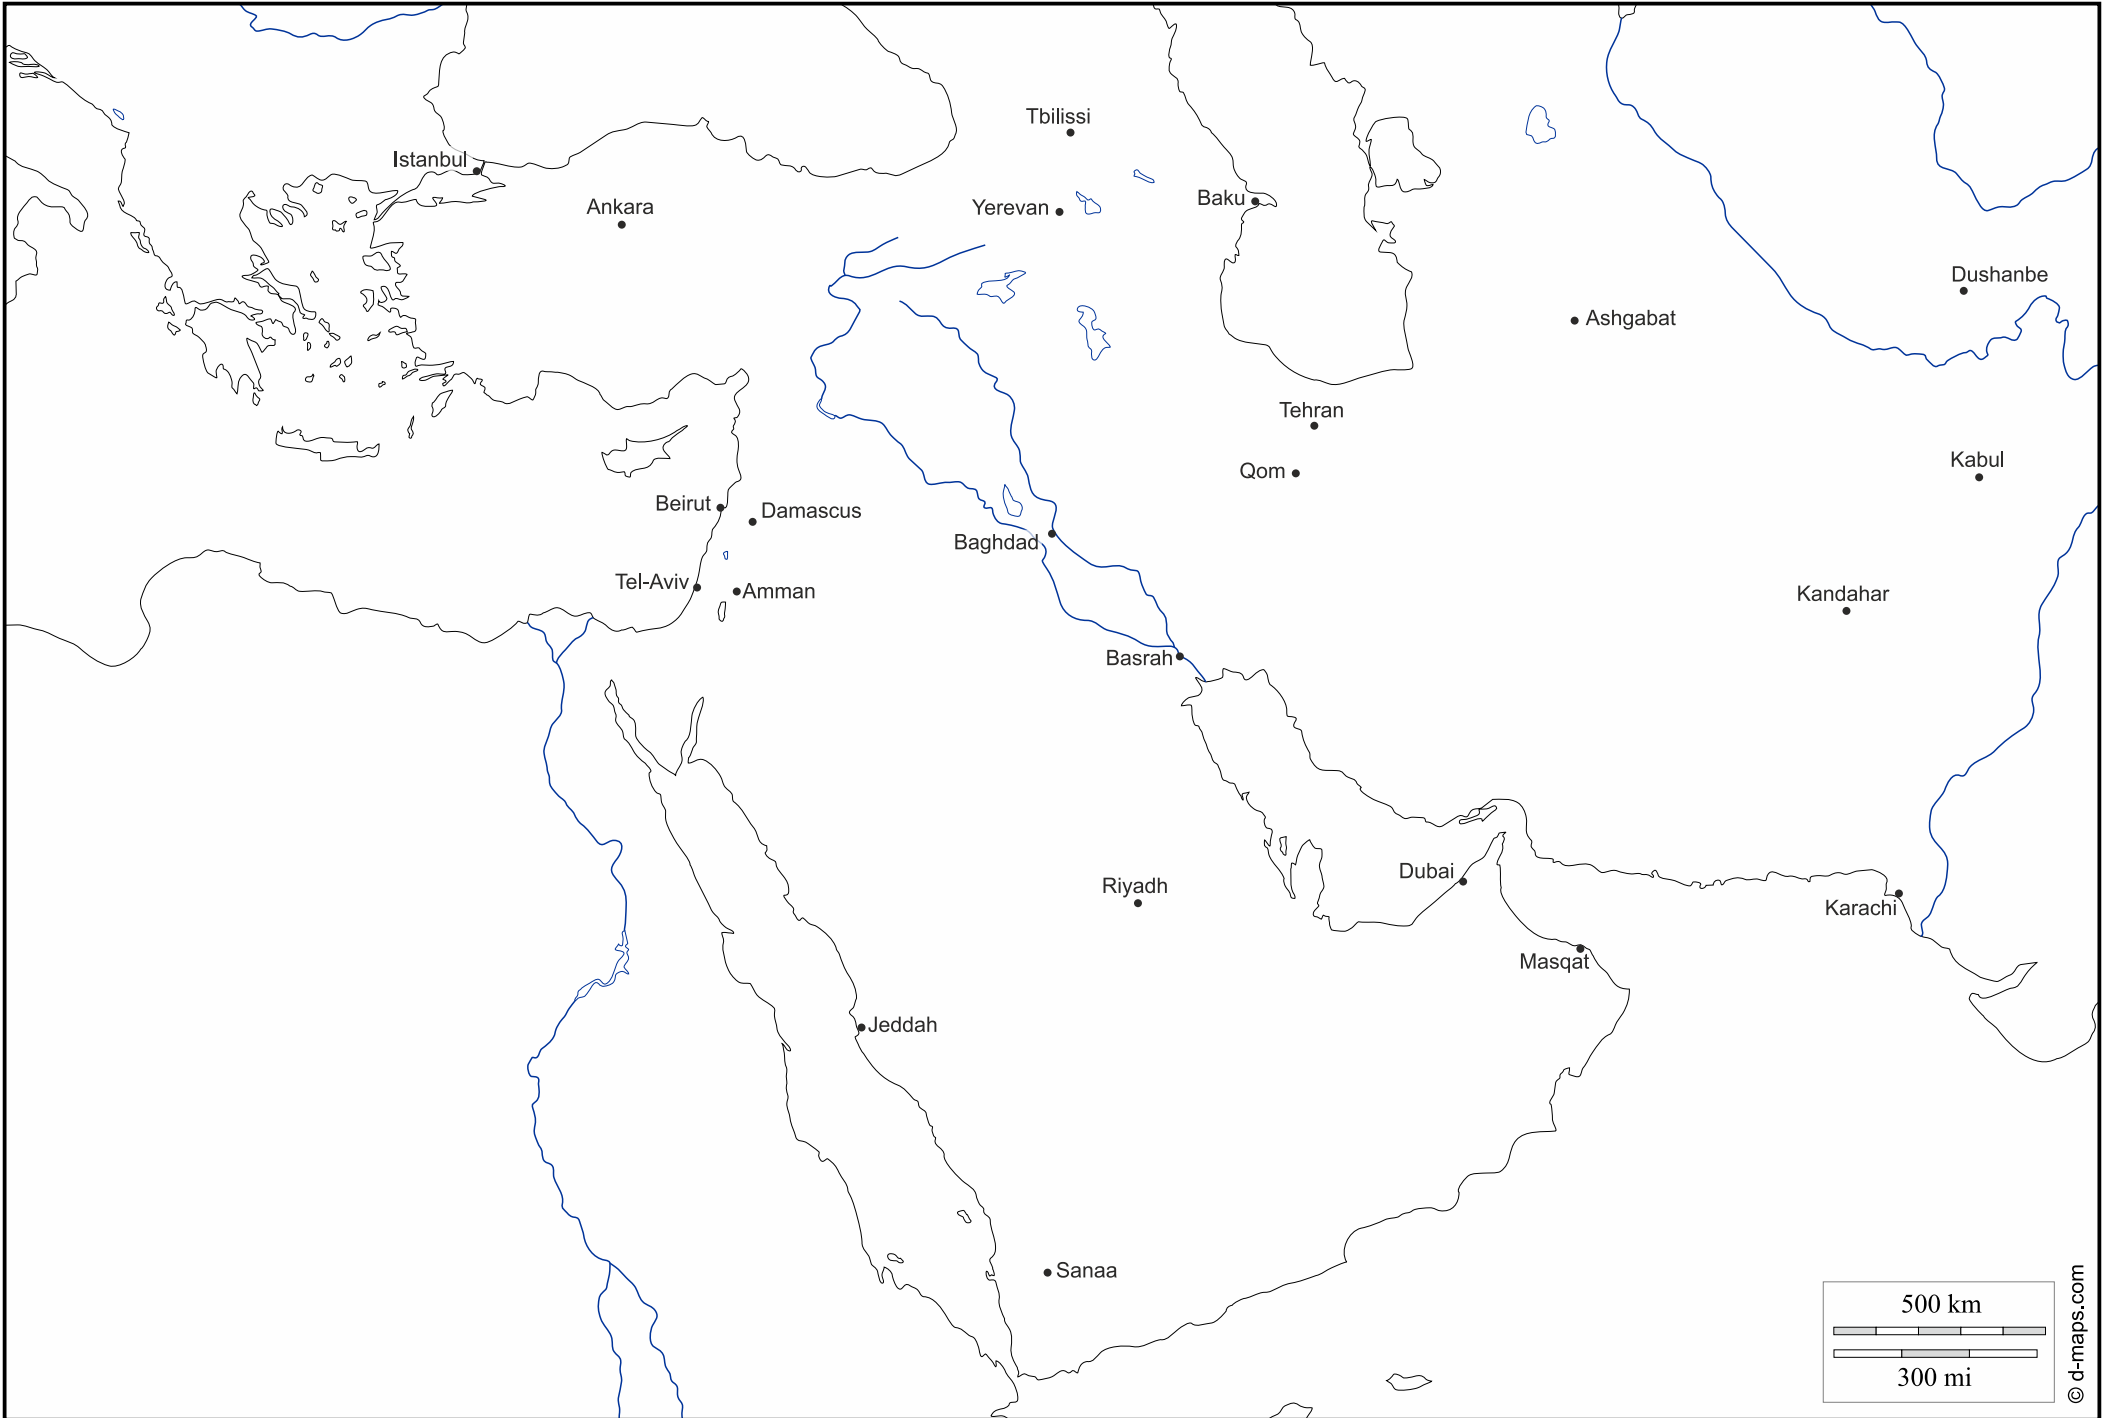 Tbilissi
Istanbul
Ankara
Yerevan
Baku
Dushanbe
Ashgabat
Tehran
Qom
Kabul
Beirut
Damascus
Baghdad
Tel-Aviv
Amman
Kandahar
Basrah
Dubai
Riyadh
Karachi
Masqat
Jeddah
Sanaa
500 km
300 mi
© d-maps.com